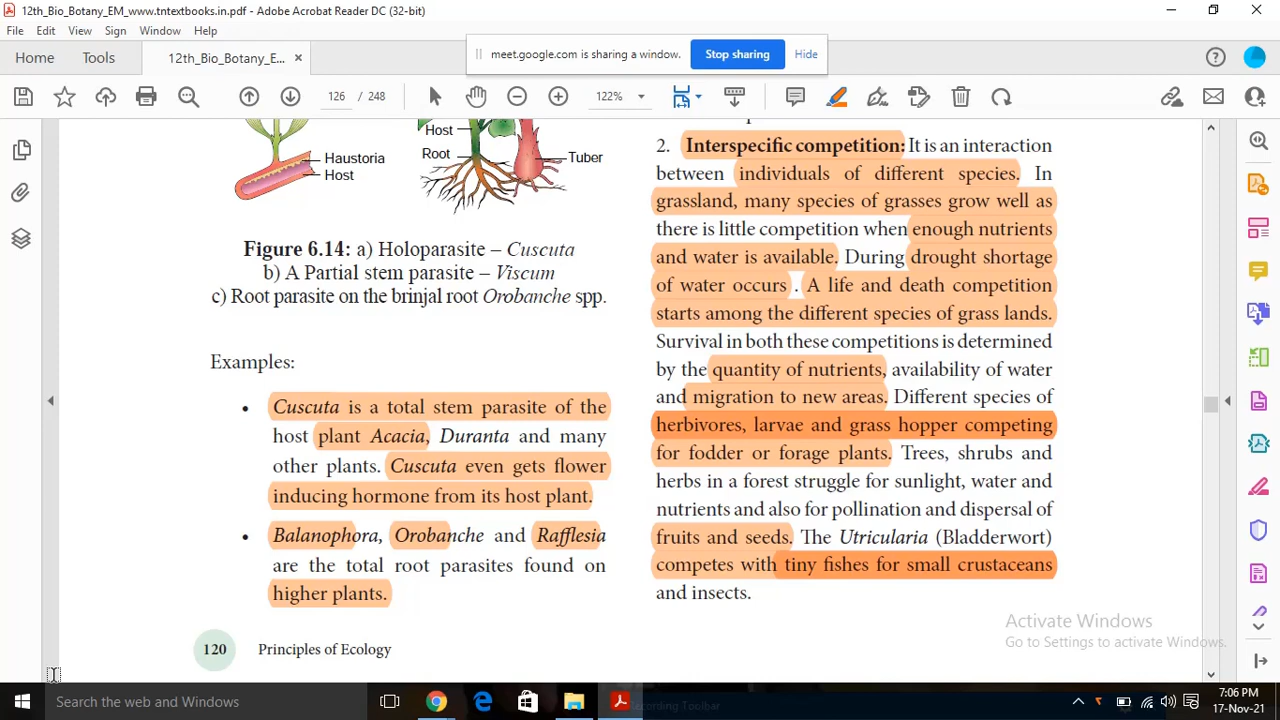 12th_Bio_Botany_EM_www.tntextbooks.in.pdf - Adobe Acrobat Reader DC (32-bit)
File Edit View Sign Window Help
Home Tools 12th_Bio_Botany_E... ×
meet.google.com is sharing a window. Stop sharing Hide
126 / 248 122%
Host
Root
Tuber
Haustoria
Host
Figure 6.14: a) Holoparasite – Cuscuta
b) A Partial stem parasite – Viscum
c) Root parasite on the brinjal root Orobanche spp.
Examples:
• Cuscuta is a total stem parasite of the
host plant Acacia, Duranta and many
other plants. Cuscuta even gets flower
inducing hormone from its host plant.
• Balanophora, Orobanche and Rafflesia
are the total root parasites found on
higher plants.
120 Principles of Ecology
2. Interspecific competition: It is an interaction
between individuals of different species. In
grassland, many species of grasses grow well as
there is little competition when enough nutrients
and water is available. During drought shortage
of water occurs . A life and death competition
starts among the different species of grass lands.
Survival in both these competitions is determined
by the quantity of nutrients, availability of water
and migration to new areas. Different species of
herbivores, larvae and grass hopper competing
for fodder or forage plants. Trees, shrubs and
herbs in a forest struggle for sunlight, water and
nutrients and also for pollination and dispersal of
fruits and seeds. The Utricularia (Bladderwort)
competes with tiny fishes for small crustaceans
and insects.
Activate Windows
Go to Settings to activate Windows.
Search the web and Windows
Recording Toolbar
7:06 PM
17-Nov-21